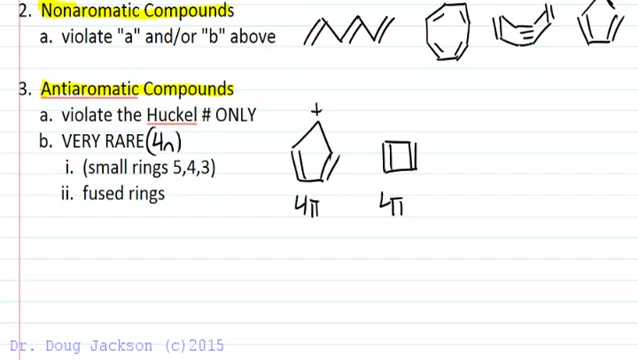 2. Nonaromatic Compounds
a. violate "a" and/or "b" above
3. Antiaromatic Compounds
a. violate the Huckel # ONLY
b. VERY RARE (4n)
i. (small rings 5,4,3)
ii. fused rings
+
4π 4π
Dr. Doug Jackson (c)2015